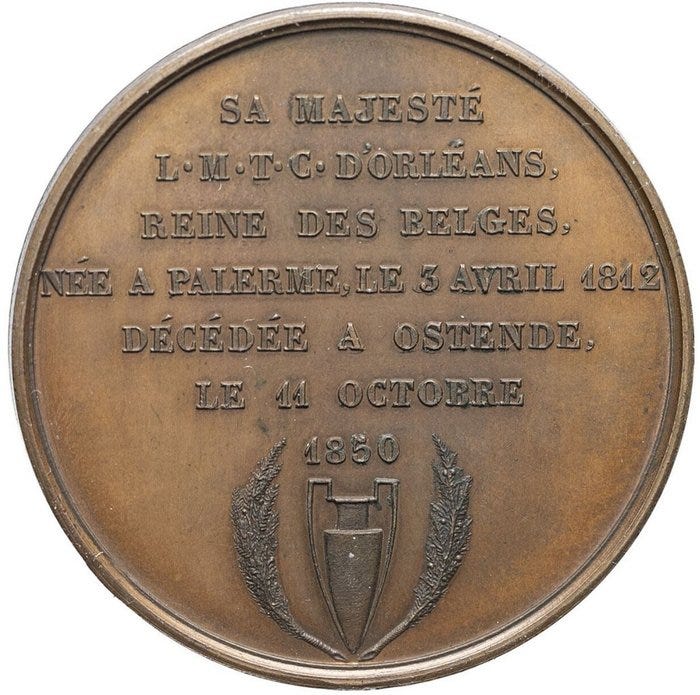 SA MAJESTÉ
L·M·T·C· D'ORLÉANS,
REINE DES BELGES,
NÉE A PALERME, LE 3 AVRIL 1812
DÉCÉDÉE A OSTENDE,
LE 11 OCTOBRE
1850